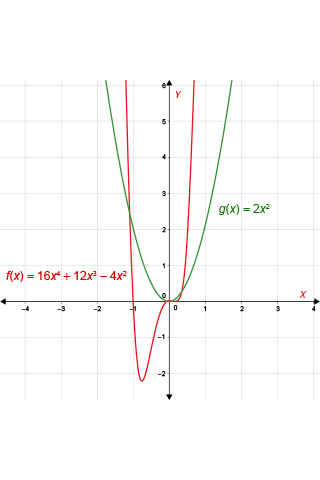 6
Y
5
4
3
g(x) = 2x²
2
1
f(x) = 16x⁴ + 12x³ – 4x²
0
X
–4 –3 –2 –1 0 1 2 3 4
–1
–2